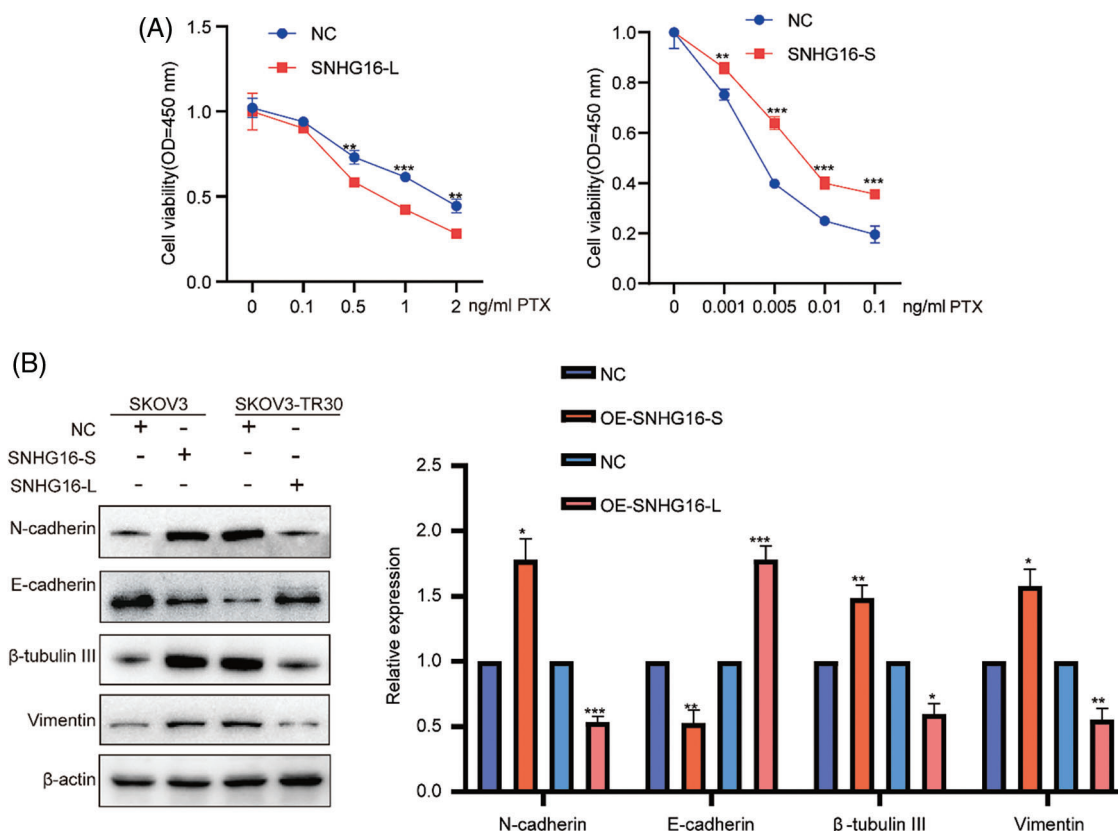 (A)
1.5
1.0
0.5
0.0
Cell viability(OD=450 nm)
NC
SNHG16-L
**
***
**
0
0.1
0.5
1
2
ng/ml PTX
1.0
0.8
0.6
0.4
0.2
0.0
Cell viability(OD=450 nm)
NC
SNHG16-S
**
***
***
***
0
0.001
0.005
0.01
0.1
ng/ml PTX
(B)
SKOV3 SKOV3-TR30
NC + - + -
SNHG16-S - + - -
SNHG16-L - - - +
N-cadherin
E-cadherin
β-tubulin III
Vimentin
β-actin
NC
OE-SNHG16-S
NC
OE-SNHG16-L
Relative expression
2.5
2.0
1.5
1.0
0.5
0.0
*
***
**
***
**
*
*
**
N-cadherin
E-cadherin
β-tubulin III
Vimentin